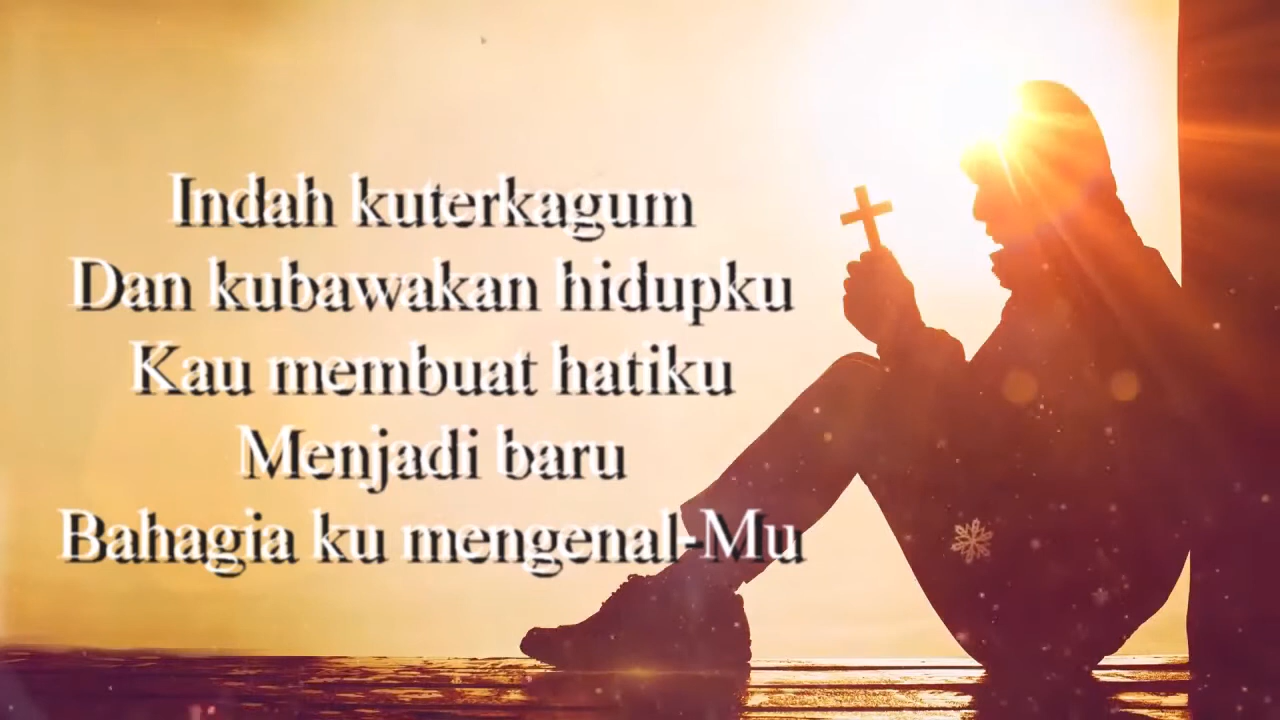 Indah kuterkagum
Dan kubawakan hidupku
Kau membuat hatiku
Menjadi baru
Bahagia ku mengenal-Mu